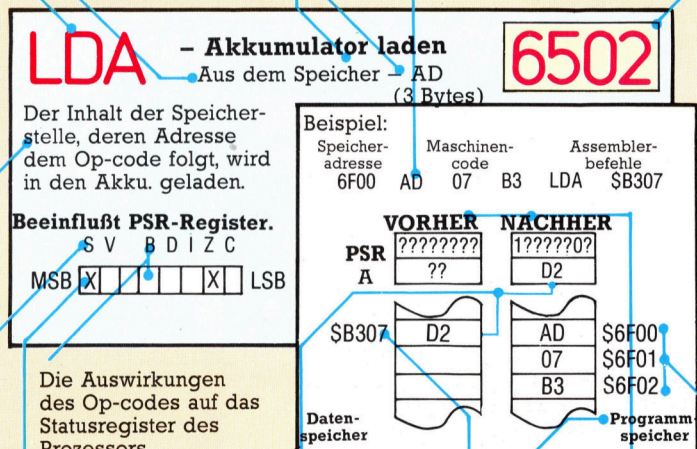 LDA
– Akkumulator laden
Aus dem Speicher – AD
(3 Bytes)
6502
Der Inhalt der Speicher-
stelle, deren Adresse
dem Op-code folgt, wird
in den Akku. geladen.
Beeinflußt PSR-Register.
S V B D I Z C
MSB X X LSB
Die Auswirkungen
des Op-codes auf das
Statusregister des
Prozessors
Beispiel:
Speicher-
adresse
Maschinen-
code
Assembler-
befehle
6F00 AD 07 B3 LDA $B307
VORHER NACHHER
PSR ???????? 1?????0?
A ?? D2
$B307 D2 AD $6F00
07 $6F01
B3 $6F02
Daten-
speicher
Programm-
speicher